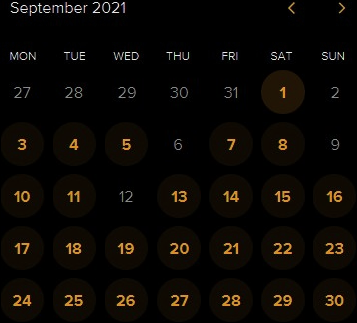 September 2021
MON TUE WED THU FRI SAT SUN
27 28 29 30 31 1 2
3 4 5 6 7 8 9
10 11 12 13 14 15 16
17 18 19 20 21 22 23
24 25 26 27 28 29 30